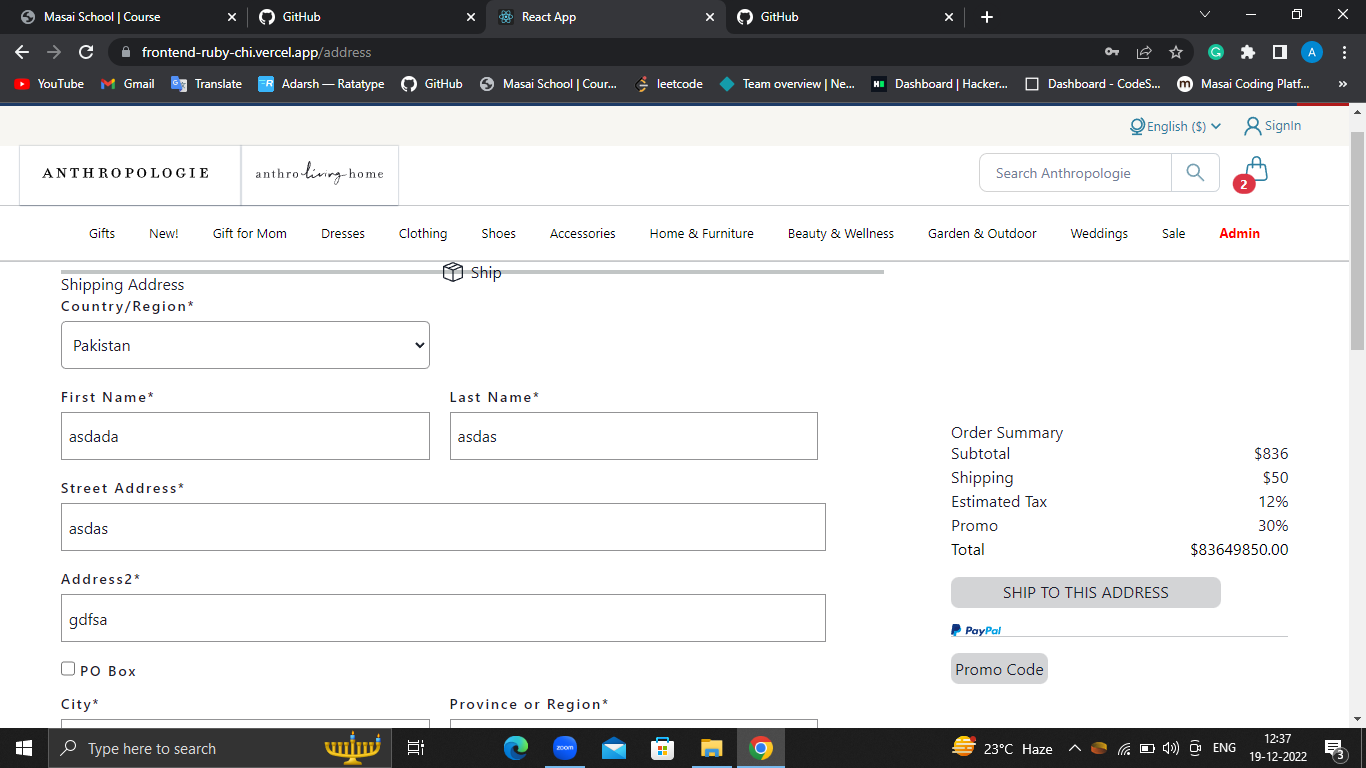 Masai School | Course
GitHub
React App
GitHub
frontend-ruby-chi.vercel.app/address
A
YouTube
Gmail
Translate
Adarsh — Ratatype
GitHub
Masai School | Cour...
leetcode
Team overview | Ne...
Dashboard | Hacker...
Dashboard - CodeS...
Masai Coding Platf...
»
English ($)
SignIn
ANTHROPOLOGIE
anthro living home
Search Anthropologie
2
Gifts
New!
Gift for Mom
Dresses
Clothing
Shoes
Accessories
Home & Furniture
Beauty & Wellness
Garden & Outdoor
Weddings
Sale
Admin
Ship
Shipping Address
Country/Region*
Pakistan
First Name*
Last Name*
asdada
asdas
Street Address*
asdas
Address2*
gdfsa
PO Box
City*
Province or Region*
Order Summary
Subtotal $836
Shipping $50
Estimated Tax 12%
Promo 30%
Total $83649850.00
SHIP TO THIS ADDRESS
PayPal
Promo Code
Type here to search
zoom
23°C Haze
ENG
12:37
19-12-2022
3